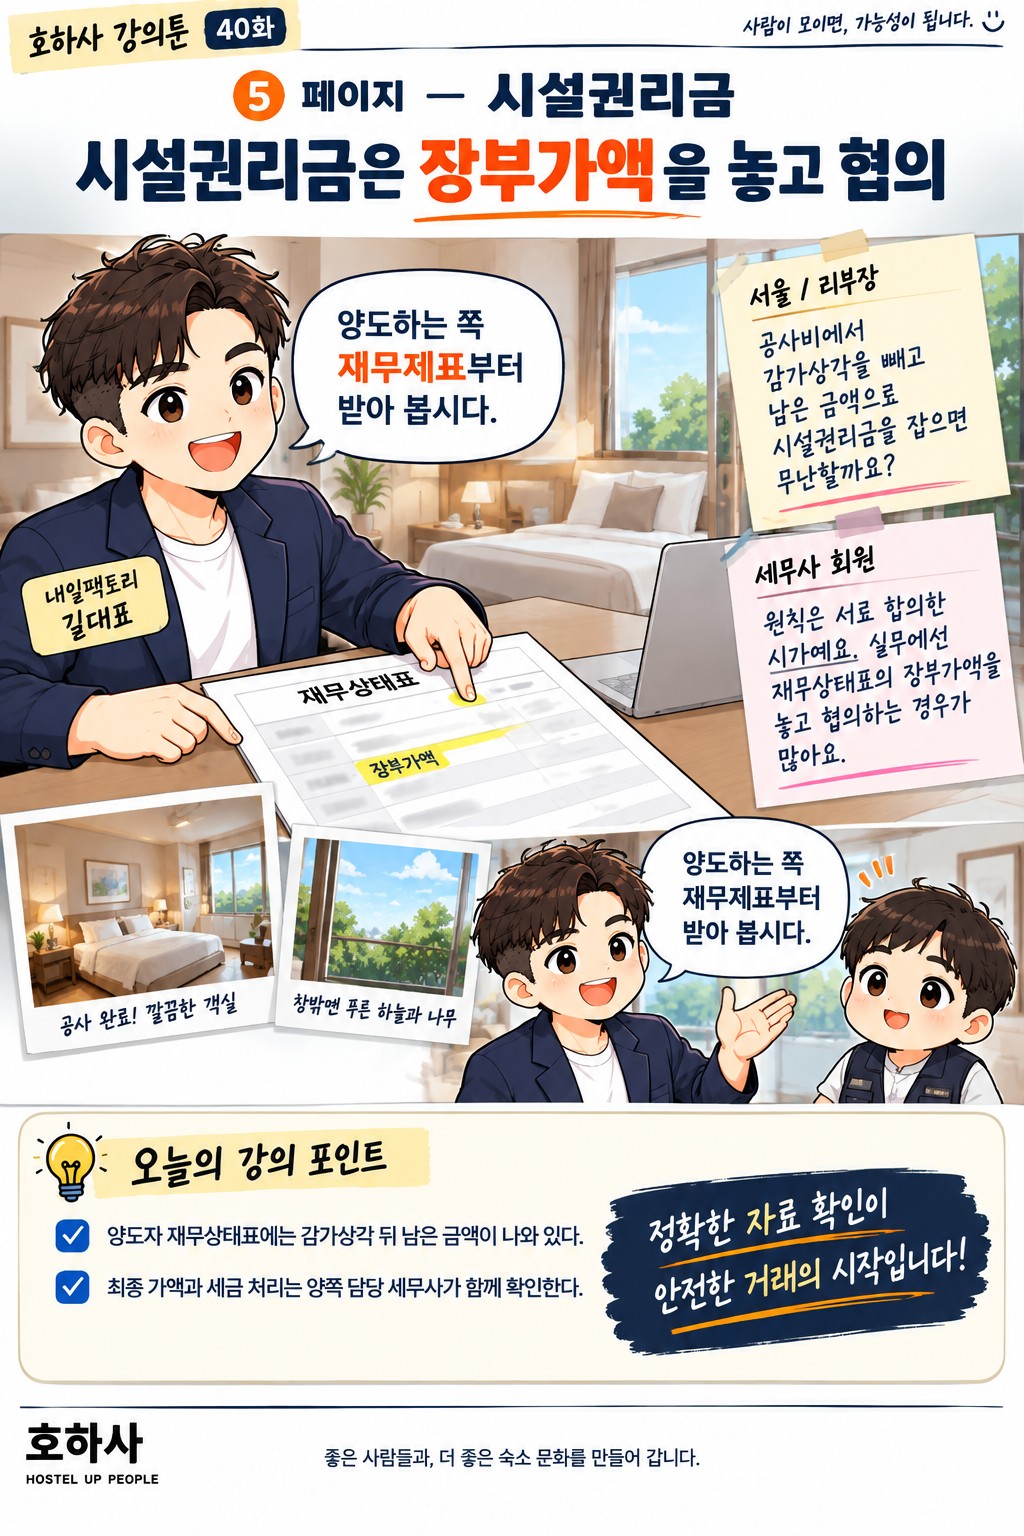 호하사 강의툰 40화
사람이 모이면, 가능성이 됩니다.
5 페이지 — 시설권리금
시설권리금은 장부가액을 놓고 협의
양도하는 쪽
재무제표부터
받아 봅시다.
서울 / 리부장
공사비에서
감가상각을 빼고
남은 금액으로
시설권리금을 잡으면
무난할까요?
세무사 회원
원칙은 서로 합의한
시가예요. 실무에선
재무상태표의 장부가액을
놓고 협의하는 경우가
많아요.
내일팩토리
길대표
재무상태표
장부가액
공사 완료! 깔끔한 객실
창밖엔 푸른 하늘과 나무
양도하는 쪽
재무제표부터
받아 봅시다.
오늘의 강의 포인트
양도자 재무상태표에는 감가상각 뒤 남은 금액이 나와 있다.
최종 가액과 세금 처리는 양쪽 담당 세무사가 함께 확인한다.
정확한 자료 확인이
안전한 거래의 시작입니다!
호하사
HOSTEL UP PEOPLE
좋은 사람들과, 더 좋은 숙소 문화를 만들어 갑니다.